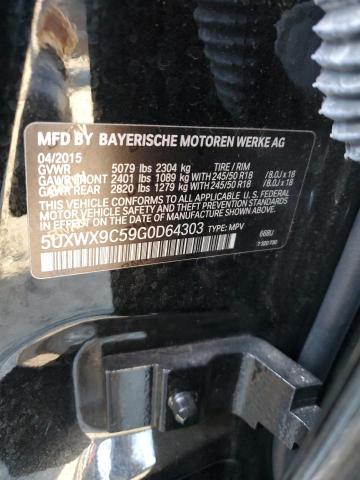 MFD BY BAYERISCHE MOTOREN WERKE AG
04/2015
GVWR 5079 lbs 2304 kg TIRE / RIM
GAWR FRONT 2401 lbs 1089 kg WITH 245/50 R18 / 8.0J x 18
GAWR REAR 2820 lbs 1279 kg WITH 245/50 R18 / 8.0J x 18
THIS VEHICLE CONFORMS TO ALL APPLICABLE U.S. FEDERAL
MOTOR VEHICLE SAFETY STANDARDS
IN EFFECT ON THE DATE OF MANUFACTURE SHOWN ABOVE.
5UXWX9C59G0D64303 TYPE: MPV 668U